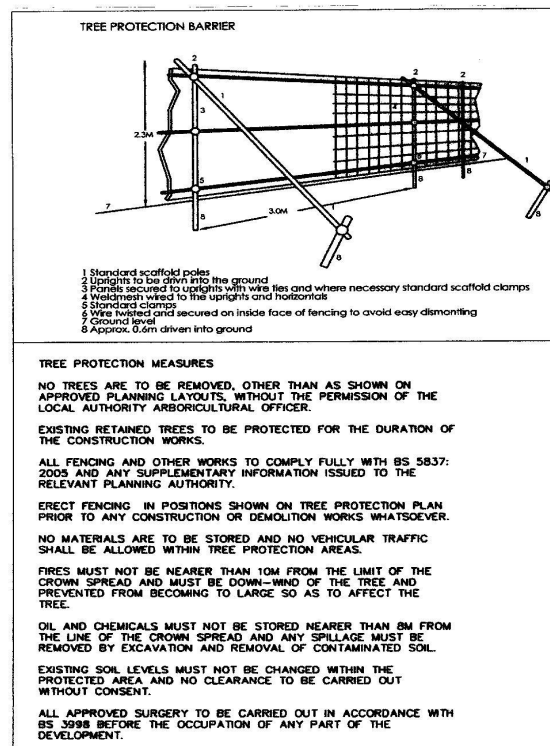 TREE PROTECTION BARRIER
2
2
2
1
3
4
2.3M
5
6
7
7
1
8
8
8
3.0M
1
8
8
1 Standard scaffold poles
2 Uprights to be drivn into the ground
3 Panels secured to uprights with wire ties and where necessary standard scaffold clamps
4 Weldmesh wired to the uprights and horizontals
5 Standard clamps
6 Wire twisted and secured on inside face of fencing to avoid easy dismontling
7 Ground level
8 Approx. 0.6m driven into ground
TREE PROTECTION MEASURES
NO TREES ARE TO BE REMOVED, OTHER THAN AS SHOWN ON
APPROVED PLANNING LAYOUTS, WITHOUT THE PERMISSION OF THE
LOCAL AUTHORITY ARBORICULTURAL OFFICER.
EXISTING RETAINED TREES TO BE PROTECTED FOR THE DURATION OF
THE CONSTRUCTION WORKS.
ALL FENCING AND OTHER WORKS TO COMPLY FULLY WITH BS 5837:
2005 AND ANY SUPPLEMENTARY INFORMATION ISSUED TO THE
RELEVANT PLANNING AUTHORITY.
ERECT FENCING IN POSITIONS SHOWN ON TREE PROTECTION PLAN
PRIOR TO ANY CONSTRUCTION OR DEMOLITION WORKS WHATSOEVER.
NO MATERIALS ARE TO BE STORED AND NO VEHICULAR TRAFFIC
SHALL BE ALLOWED WITHIN TREE PROTECTION AREAS.
FIRES MUST NOT BE NEARER THAN 10M FROM THE LIMIT OF THE
CROWN SPREAD AND MUST BE DOWN-WIND OF THE TREE AND
PREVENTED FROM BECOMING TO LARGE SO AS TO AFFECT THE
TREE.
OIL AND CHEMICALS MUST NOT BE STORED NEARER THAN 8M FROM
THE LINE OF THE CROWN SPREAD AND ANY SPILLAGE MUST BE
REMOVED BY EXCAVATION AND REMOVAL OF CONTAMINATED SOIL.
EXISTING SOIL LEVELS MUST NOT BE CHANGED WITHIN THE
PROTECTED AREA AND NO CLEARANCE TO BE CARRIED OUT
WITHOUT CONSENT.
ALL APPROVED SURGERY TO BE CARRIED OUT IN ACCORDANCE WITH
BS 3998 BEFORE THE OCCUPATION OF ANY PART OF THE
DEVELOPMENT.